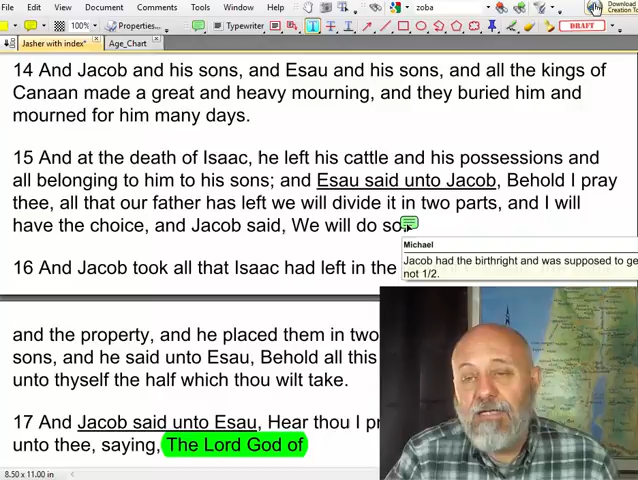 File View Document Comments Tools Window Help zoba Download
100% Properties... Typewriter DRAFT Creation To
Jasher with index* Age_Chart
14 And Jacob and his sons, and Esau and his sons, and all the kings of
Canaan made a great and heavy mourning, and they buried him and
mourned for him many days.
15 And at the death of Isaac, he left his cattle and his possessions and
all belonging to him to his sons; and Esau said unto Jacob, Behold I pray
thee, all that our father has left we will divide it in two parts, and I will
have the choice, and Jacob said, We will do so.
Michael
Jacob had the birthright and was supposed to ge
not 1/2.
16 And Jacob took all that Isaac had left in the
and the property, and he placed them in two
sons, and he said unto Esau, Behold all this
unto thyself the half which thou wilt take.
17 And Jacob said unto Esau, Hear thou I pr
unto thee, saying, The Lord God of
8.50 x 11.00 in